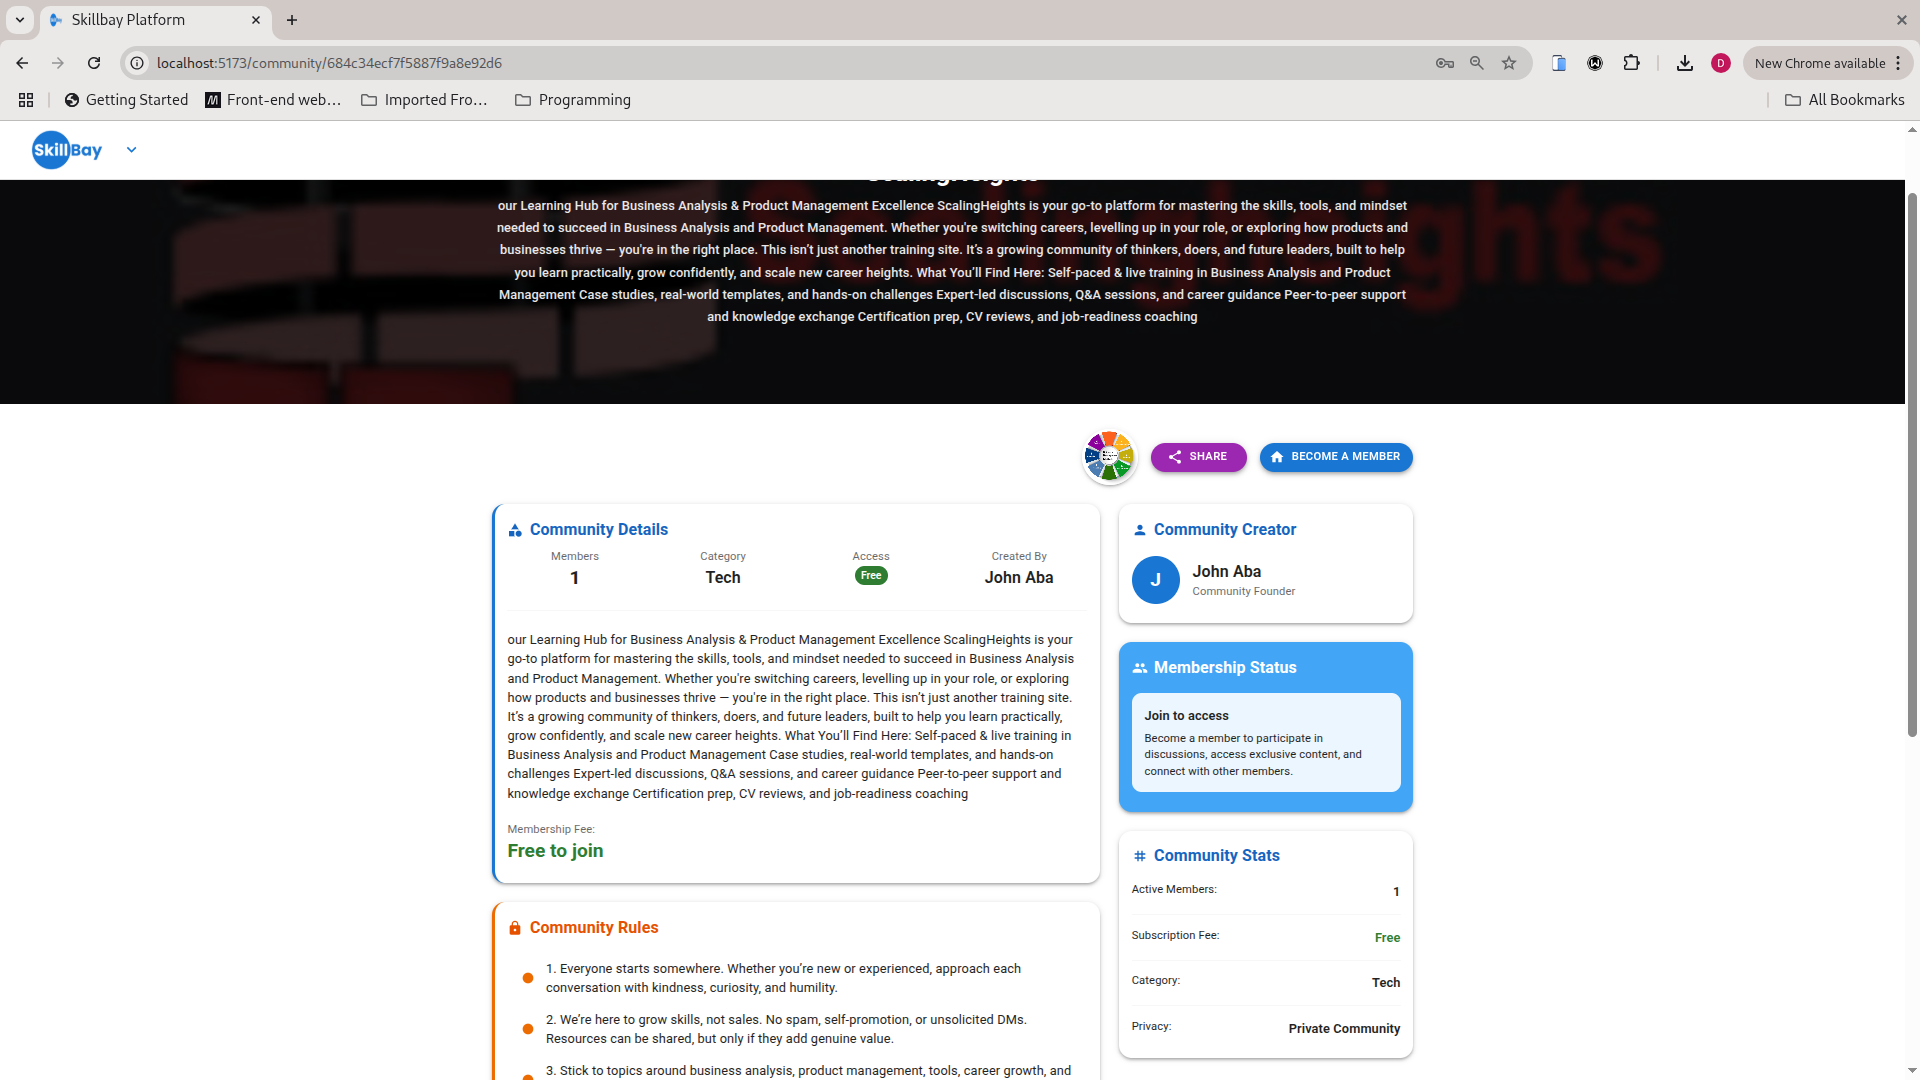 Skillbay Platform
localhost:5173/community/684c34ecf7f5887f9a8e92d6
D
New Chrome available
Getting Started
Front-end web...
Imported Fro...
Programming
All Bookmarks
SkillBay
our Learning Hub for Business Analysis & Product Management Excellence ScalingHeights is your go-to platform for mastering the skills, tools, and mindset
needed to succeed in Business Analysis and Product Management. Whether you're switching careers, levelling up in your role, or exploring how products and
businesses thrive — you're in the right place. This isn't just another training site. It's a growing community of thinkers, doers, and future leaders, built to help
you learn practically, grow confidently, and scale new career heights. What You'll Find Here: Self-paced & live training in Business Analysis and Product
Management Case studies, real-world templates, and hands-on challenges Expert-led discussions, Q&A sessions, and career guidance Peer-to-peer support
and knowledge exchange Certification prep, CV reviews, and job-readiness coaching
SHARE
BECOME A MEMBER
Community Details
Members
Category
Access
Created By
1
Tech
Free
John Aba
our Learning Hub for Business Analysis & Product Management Excellence ScalingHeights is your
go-to platform for mastering the skills, tools, and mindset needed to succeed in Business Analysis
and Product Management. Whether you're switching careers, levelling up in your role, or exploring
how products and businesses thrive — you're in the right place. This isn't just another training site.
It's a growing community of thinkers, doers, and future leaders, built to help you learn practically,
grow confidently, and scale new career heights. What You'll Find Here: Self-paced & live training in
Business Analysis and Product Management Case studies, real-world templates, and hands-on
challenges Expert-led discussions, Q&A sessions, and career guidance Peer-to-peer support and
knowledge exchange Certification prep, CV reviews, and job-readiness coaching
Membership Fee:
Free to join
Community Rules
1. Everyone starts somewhere. Whether you're new or experienced, approach each
conversation with kindness, curiosity, and humility.
2. We're here to grow skills, not sales. No spam, self-promotion, or unsolicited DMs.
Resources can be shared, but only if they add genuine value.
3. Stick to topics around business analysis, product management, tools, career growth, and
Community Creator
J
John Aba
Community Founder
Membership Status
Join to access
Become a member to participate in
discussions, access exclusive content, and
connect with other members.
Community Stats
Active Members:
1
Subscription Fee:
Free
Category:
Tech
Privacy:
Private Community